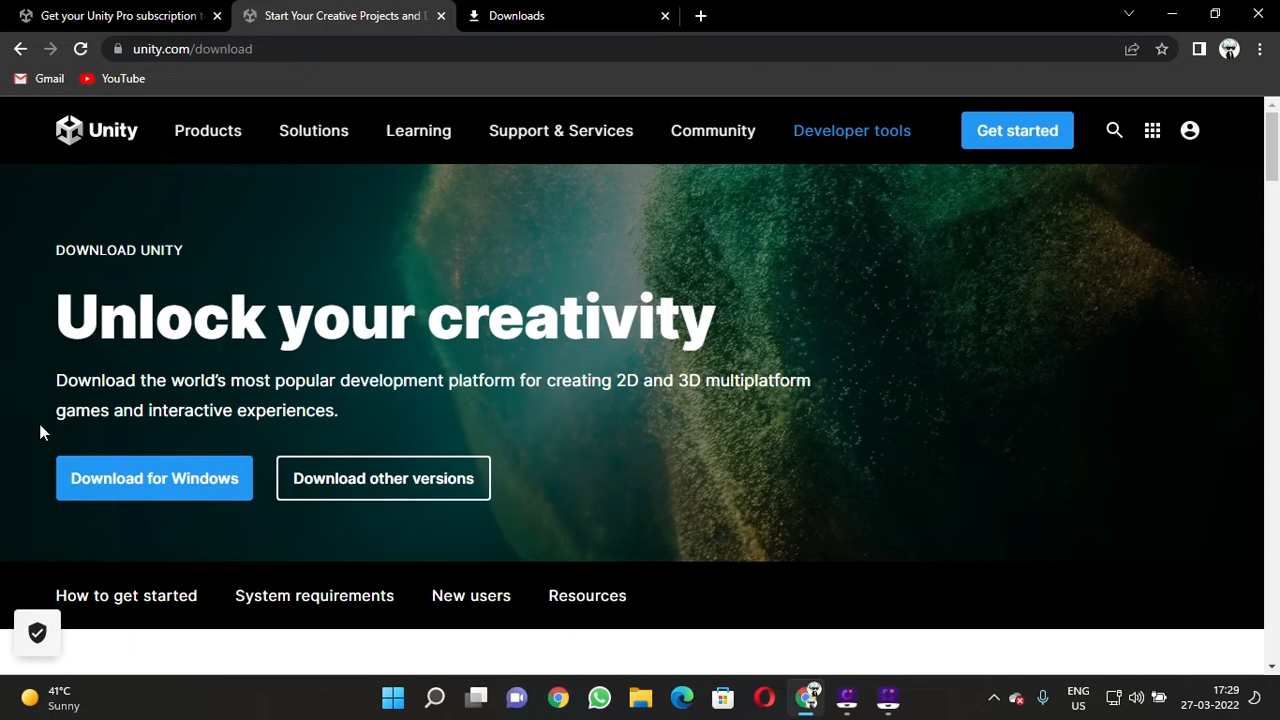 Get your Unity Pro subscription t
Start Your Creative Projects and D
Downloads
unity.com/download
Gmail
YouTube
Unity
Products
Solutions
Learning
Support & Services
Community
Developer tools
Get started
DOWNLOAD UNITY
Unlock your creativity
Download the world's most popular development platform for creating 2D and 3D multiplatform
games and interactive experiences.
Download for Windows
Download other versions
How to get started
System requirements
New users
Resources
41°C
Sunny
ENG
US
17:29
27-03-2022